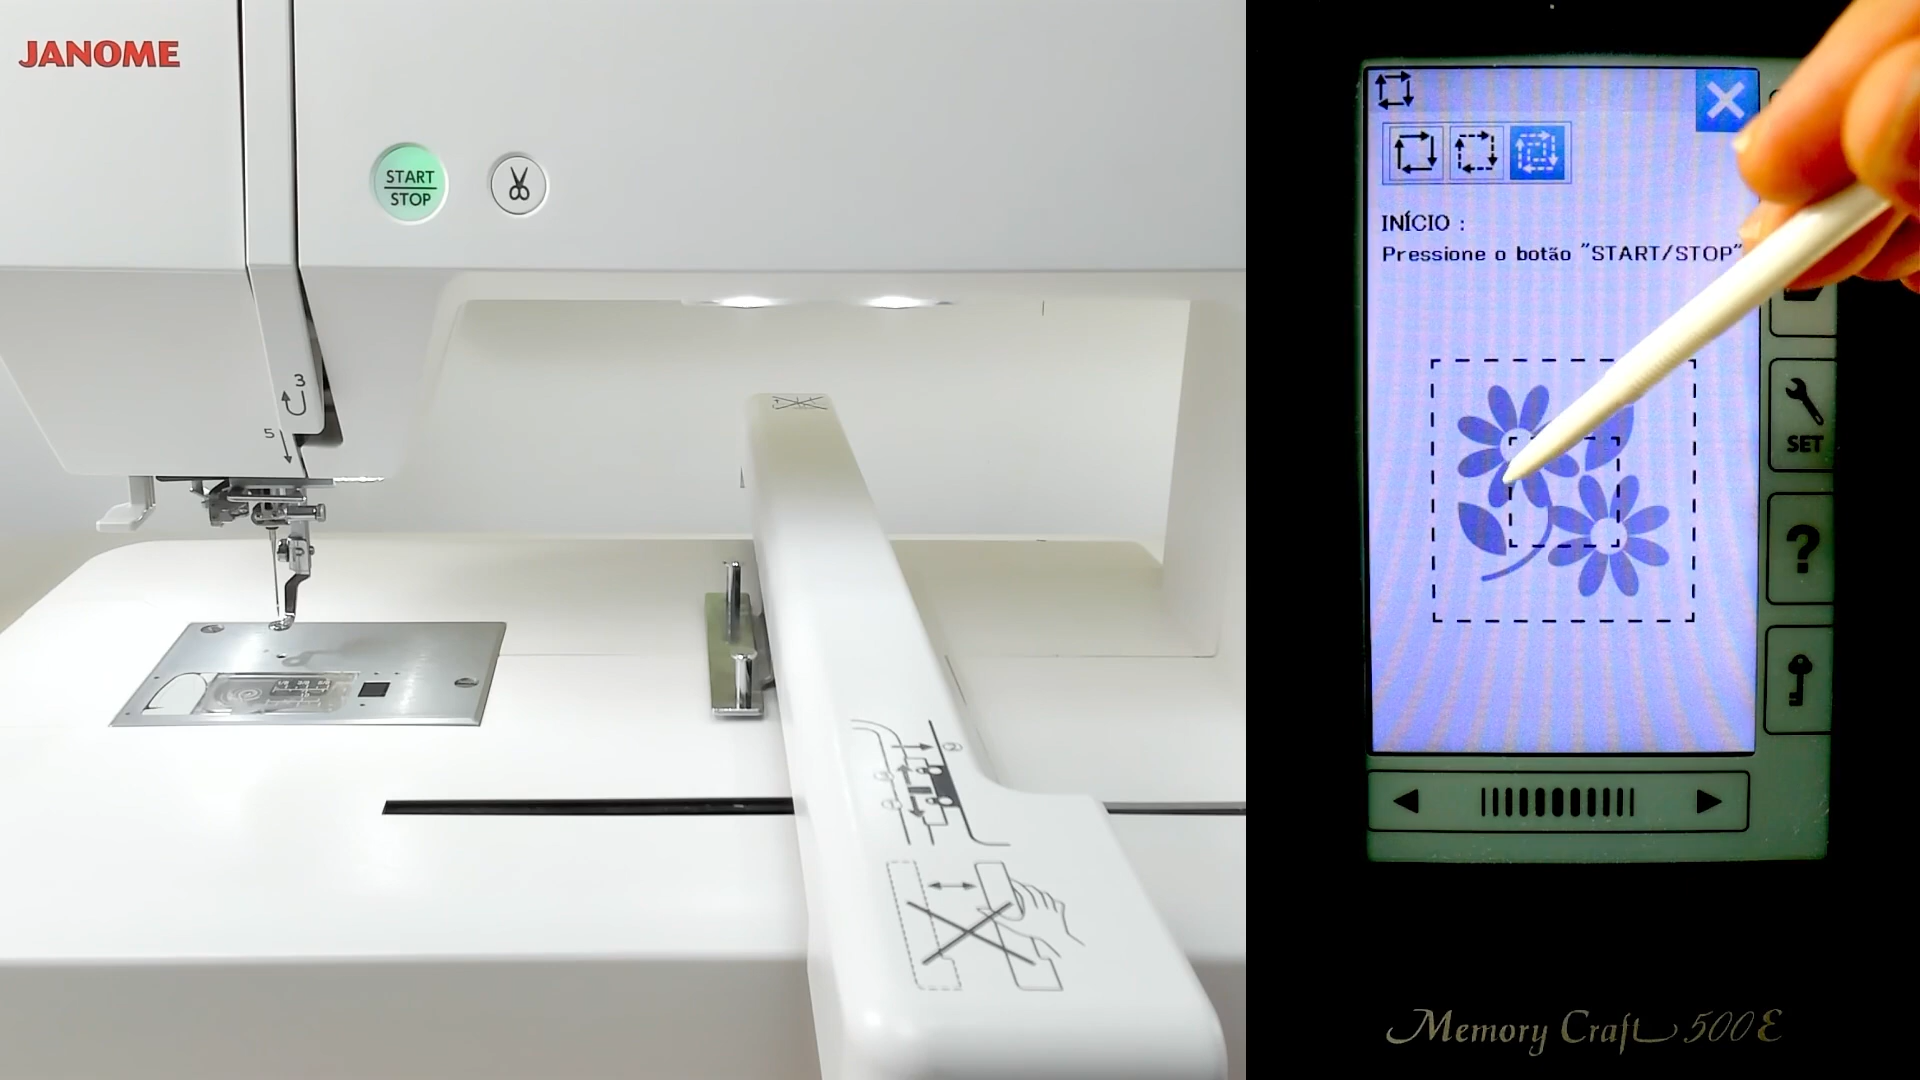 JANOME
START
STOP
3
5
INÍCIO :
Pressione o botão "START/STOP"
SET
?
Memory Craft 500E